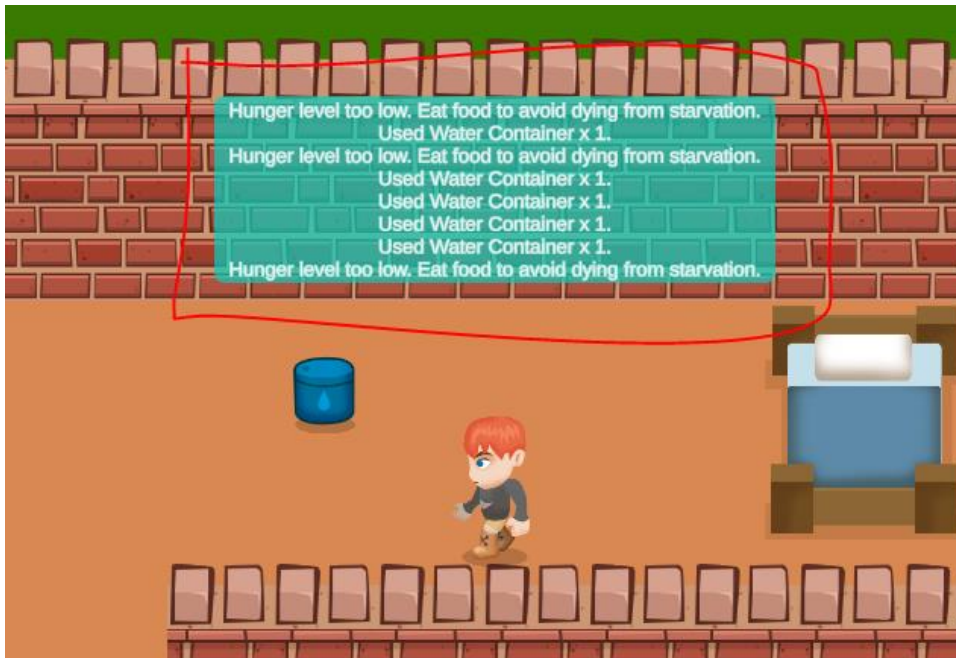 Hunger level too low. Eat food to avoid dying from starvation.
Used Water Container x 1.
Hunger level too low. Eat food to avoid dying from starvation.
Used Water Container x 1.
Used Water Container x 1.
Used Water Container x 1.
Used Water Container x 1.
Hunger level too low. Eat food to avoid dying from starvation.